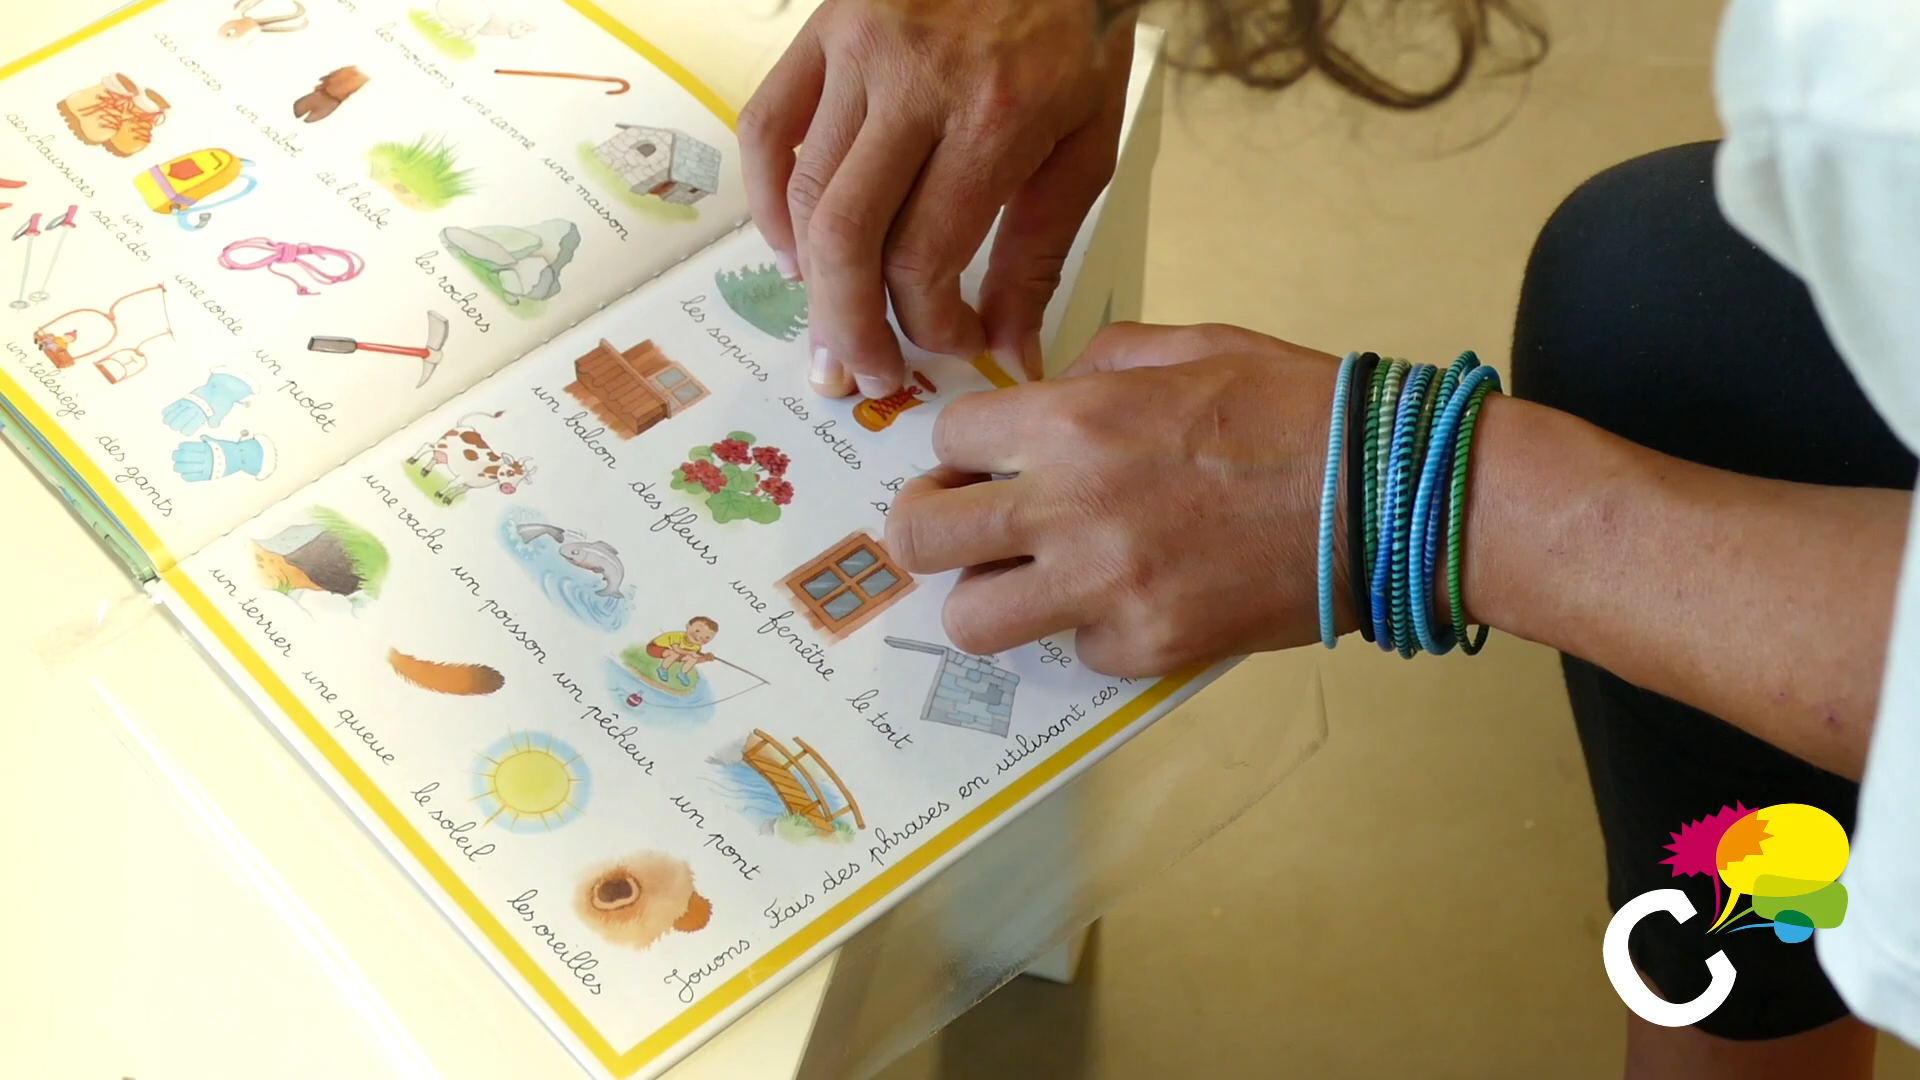 les moutons
des cornes
un sabot
une canne
une maison
des chaussures
un
sac à dos
de l'herbe
les rochers
une corde
un piolet
un télésiège
des gants
les sapins
des bottes
un balcon
des fleurs
une fenêtre
le toit
une vache
un poisson
un pêcheur
un pont
un terrier
une queue
le soleil
les oreilles
Jouons. Fais des phrases en utilisant ces
C